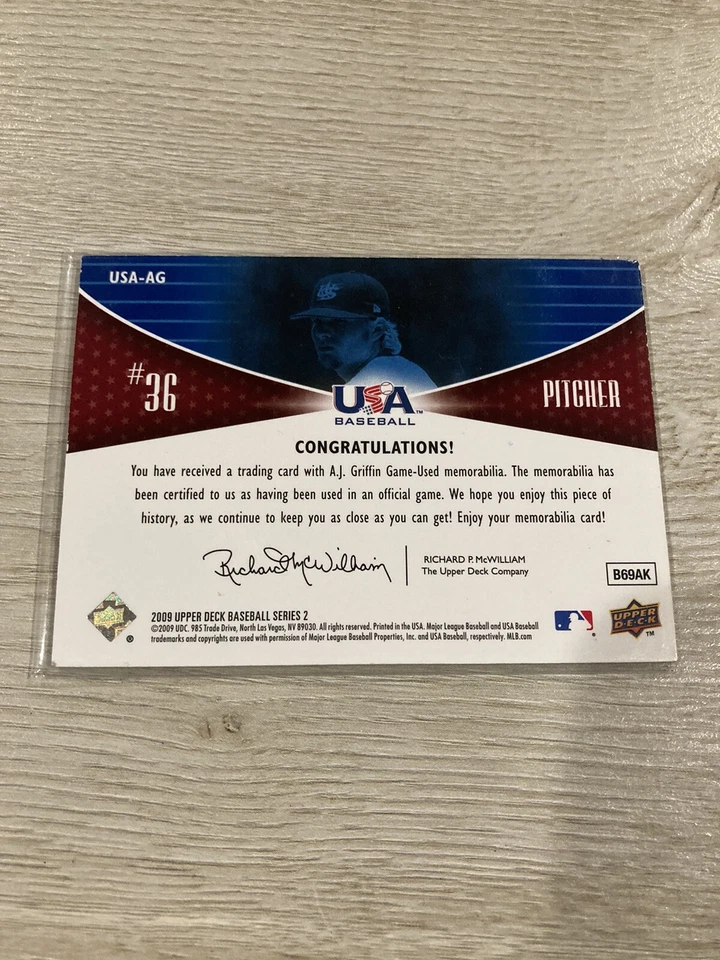 USA-AG
#36
PITCHER
USA™
BASEBALL
CONGRATULATIONS!
You have received a trading card with A.J. Griffin Game-Used memorabilia. The memorabilia has
been certified to us as having been used in an official game. We hope you enjoy this piece of
history, as we continue to keep you as close as you can get! Enjoy your memorabilia card!
Richard McWilliam
RICHARD P. McWILLIAM
The Upper Deck Company
B69AK
2009 UPPER DECK BASEBALL SERIES 2
©2009 UDC. 985 Trade Drive, North Las Vegas, NV 89030. All rights reserved. Printed in the USA. Major League Baseball and USA Baseball
trademarks and copyrights are used with permission of Major League Baseball Properties, Inc. and USA Baseball, respectively. MLB.com
®
®
UPPER
DECK
™